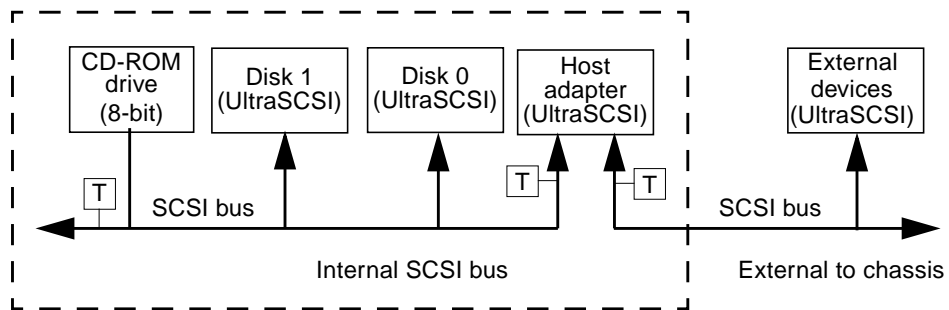 CD-ROM
drive
(8-bit)
Disk 1
(UltraSCSI)
Disk 0
(UltraSCSI)
Host
adapter
(UltraSCSI)
External
devices
(UltraSCSI)
T
T
T
SCSI bus
SCSI bus
Internal SCSI bus
External to chassis